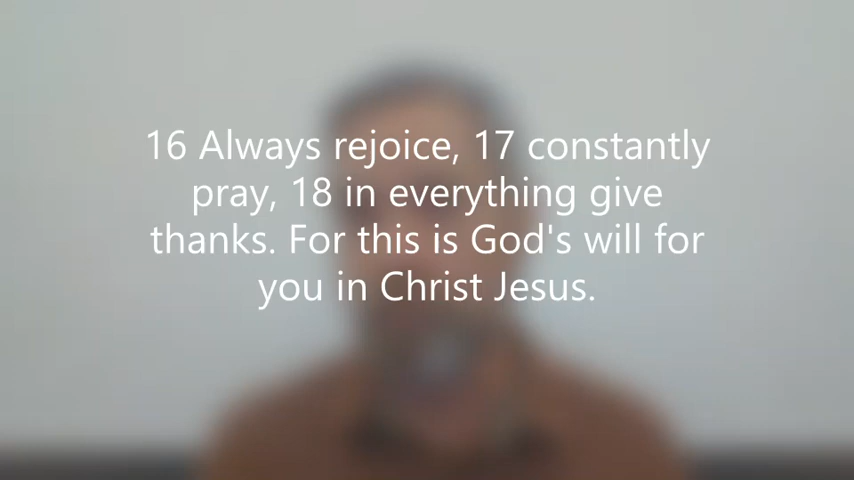 16 Always rejoice, 17 constantly
pray, 18 in everything give
thanks. For this is God's will for
you in Christ Jesus.